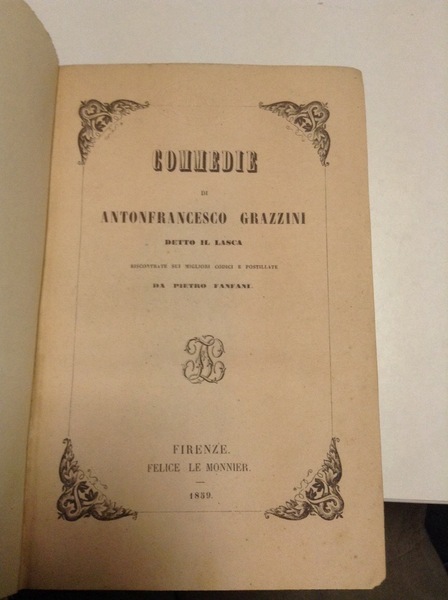 COMMEDIE
DI
ANTONFRANCESCO GRAZZINI
DETTO IL LASCA
RISCONTRATE SUI MIGLIORI CODICI E POSTILLATE
DA PIETRO FANFANI.
FIRENZE.
FELICE LE MONNIER.
1859.